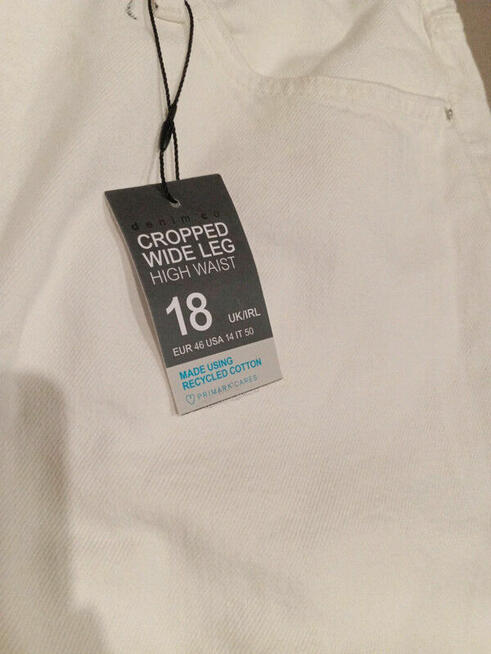 denim co
CROPPED
WIDE LEG
HIGH WAIST
18 UK/IRL
EUR 46 USA 14 IT 50
MADE USING
RECYCLED COTTON
PRIMARK CARES